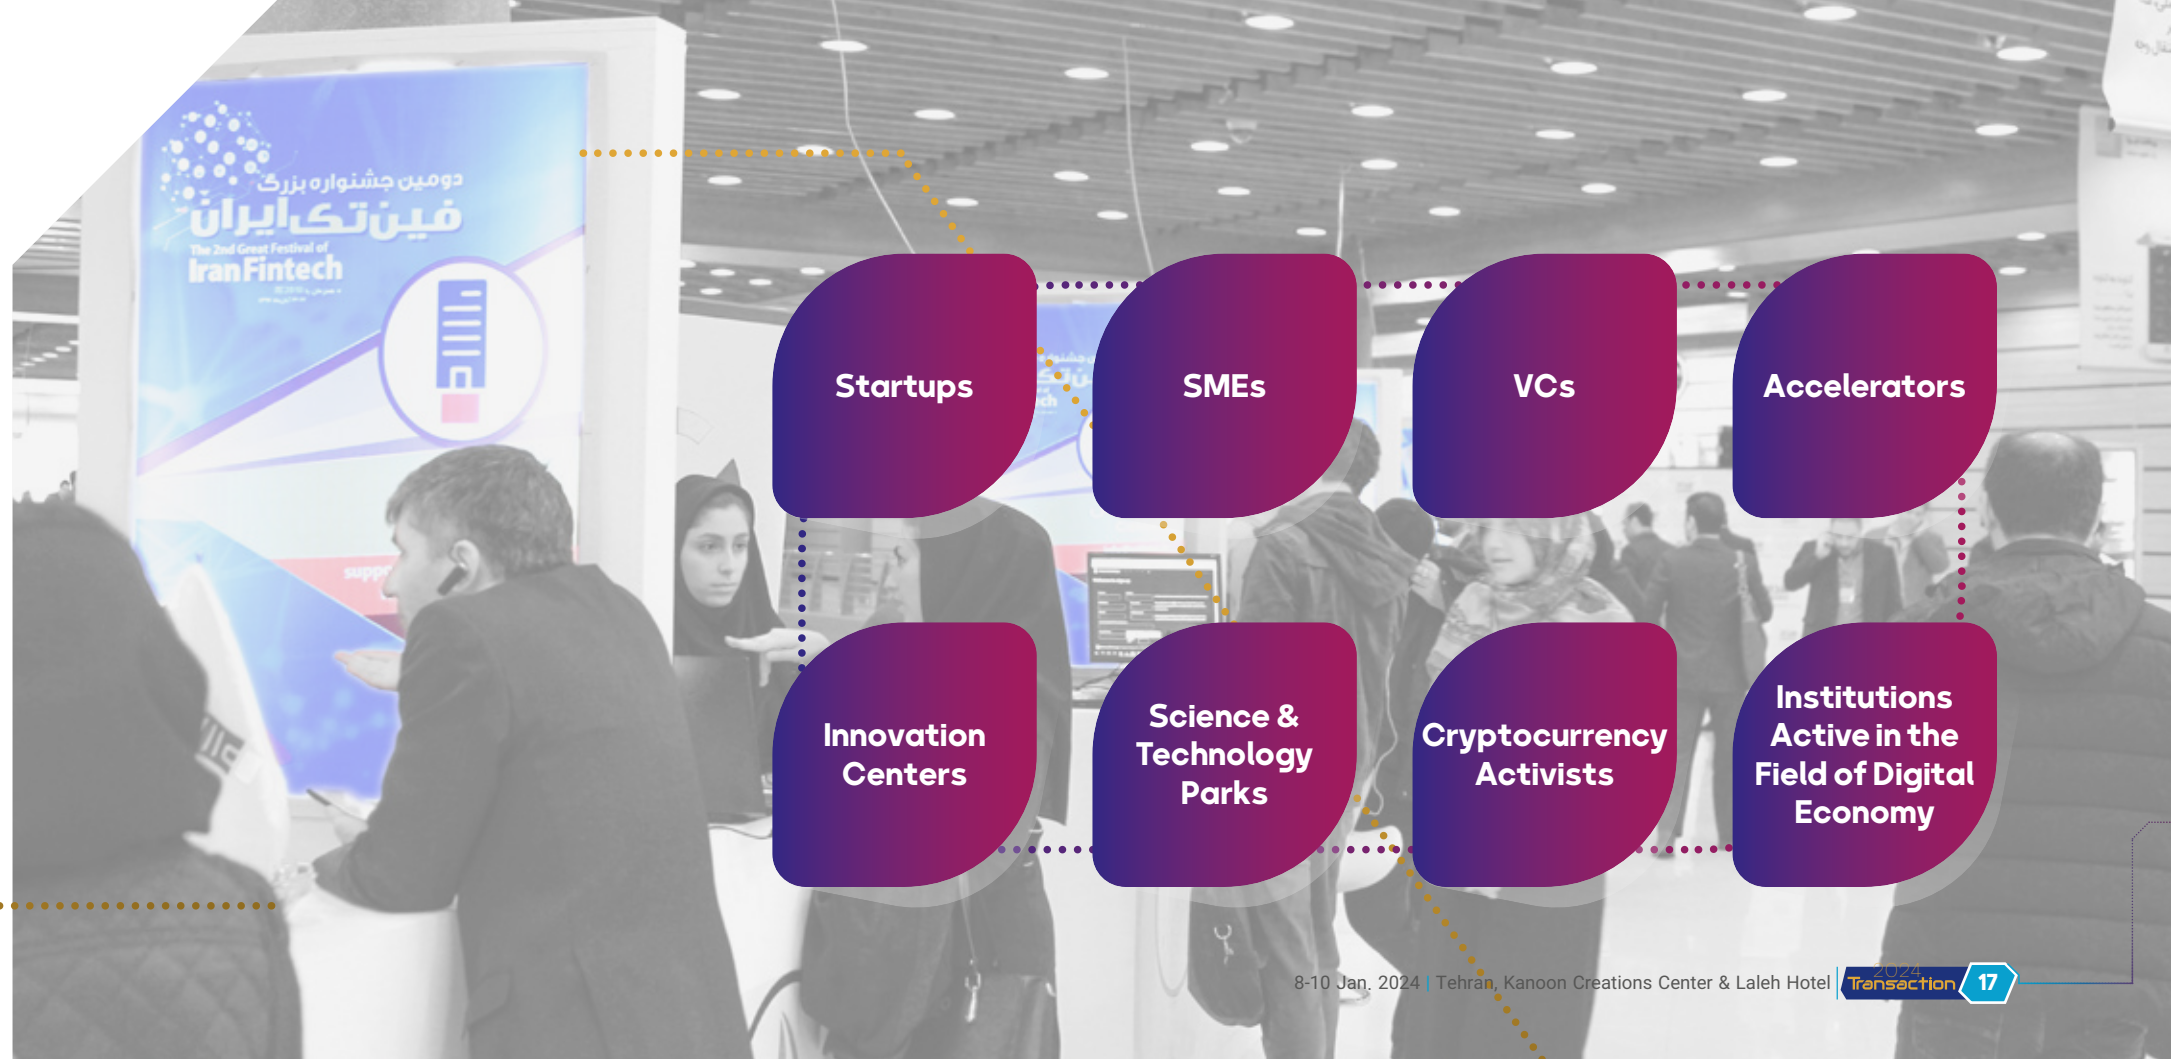 دومین جشنواره بزرگ
فین‌تک ایران
The 2nd Great Festival of
Iran Fintech
suppo
Startups
SMEs
VCs
Accelerators
Innovation
Centers
Science &
Technology
Parks
Cryptocurrency
Activists
Institutions
Active in the
Field of Digital
Economy
8-10 Jan. 2024 | Tehran, Kanoon Creations Center & Laleh Hotel
2024
Transaction
17